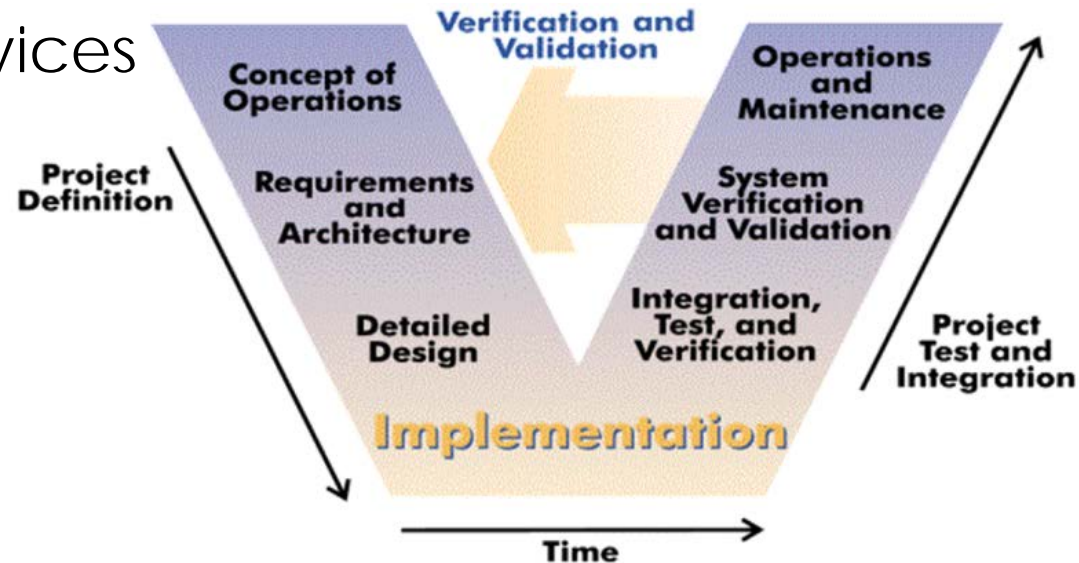 vices
Verification and
Validation
Concept of
Operations
Operations
and
Maintenance
Project
Definition
Requirements
and
Architecture
System
Verification
and Validation
Detailed
Design
Integration,
Test, and
Verification
Project
Test and
Integration
Implementation
Time